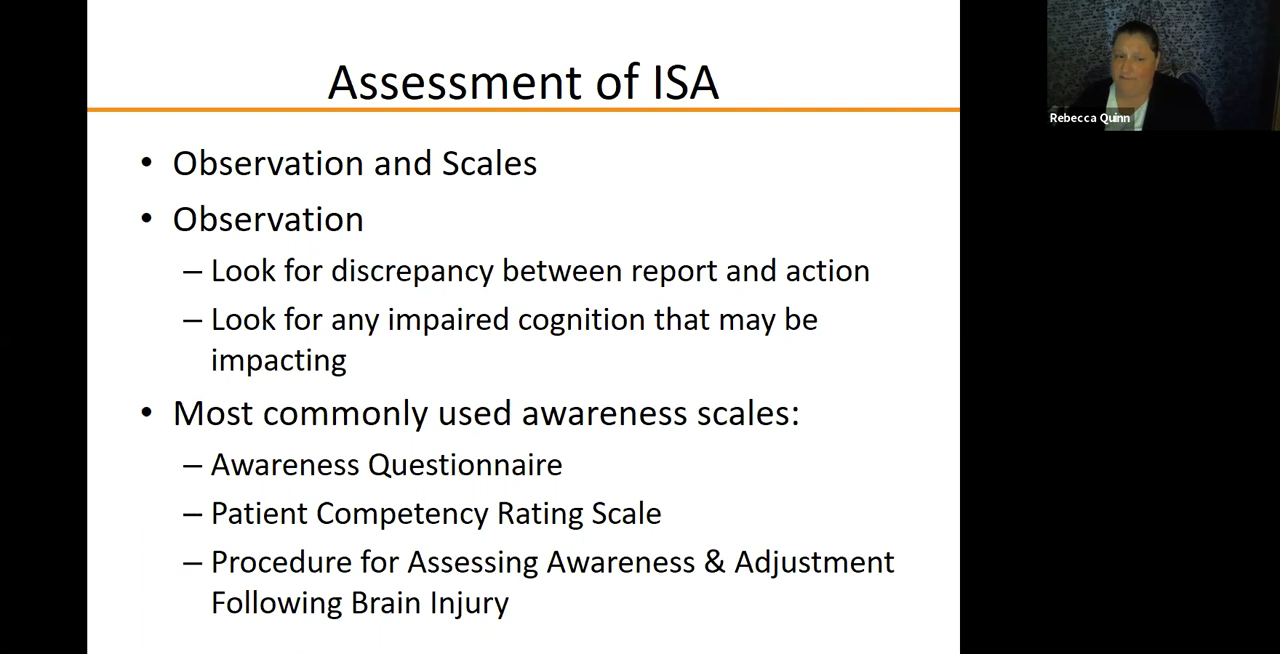 Assessment of ISA
• Observation and Scales
• Observation
– Look for discrepancy between report and action
– Look for any impaired cognition that may be
impacting
• Most commonly used awareness scales:
– Awareness Questionnaire
– Patient Competency Rating Scale
– Procedure for Assessing Awareness & Adjustment
Following Brain Injury
Rebecca Quinn